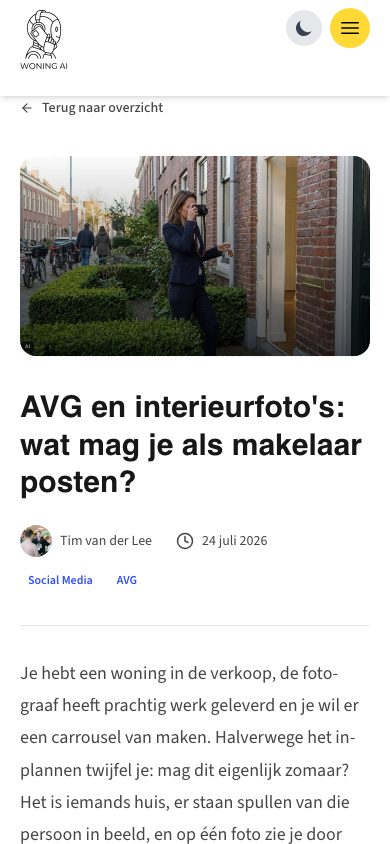 WONING AI
Terug naar overzicht
AI
AVG en interieurfoto's:
wat mag je als makelaar
posten?
Tim van der Lee
24 juli 2026
Social Media
AVG
Je hebt een woning in de verkoop, de foto-
graaf heeft prachtig werk geleverd en je wil er
een carrousel van maken. Halverwege het in-
plannen twijfel je: mag dit eigenlijk zomaar?
Het is iemands huis, er staan spullen van die
persoon in beeld, en op één foto zie je door